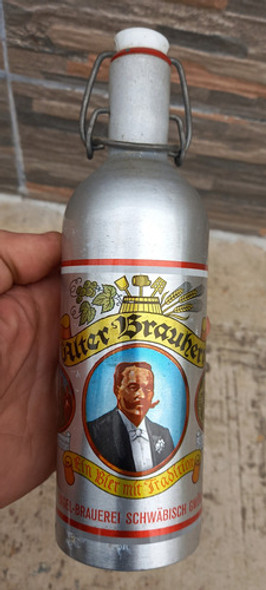 Alter Brauherr
Ein Bier mit Tradition
-BRAUEREI SCHWÄBISCH